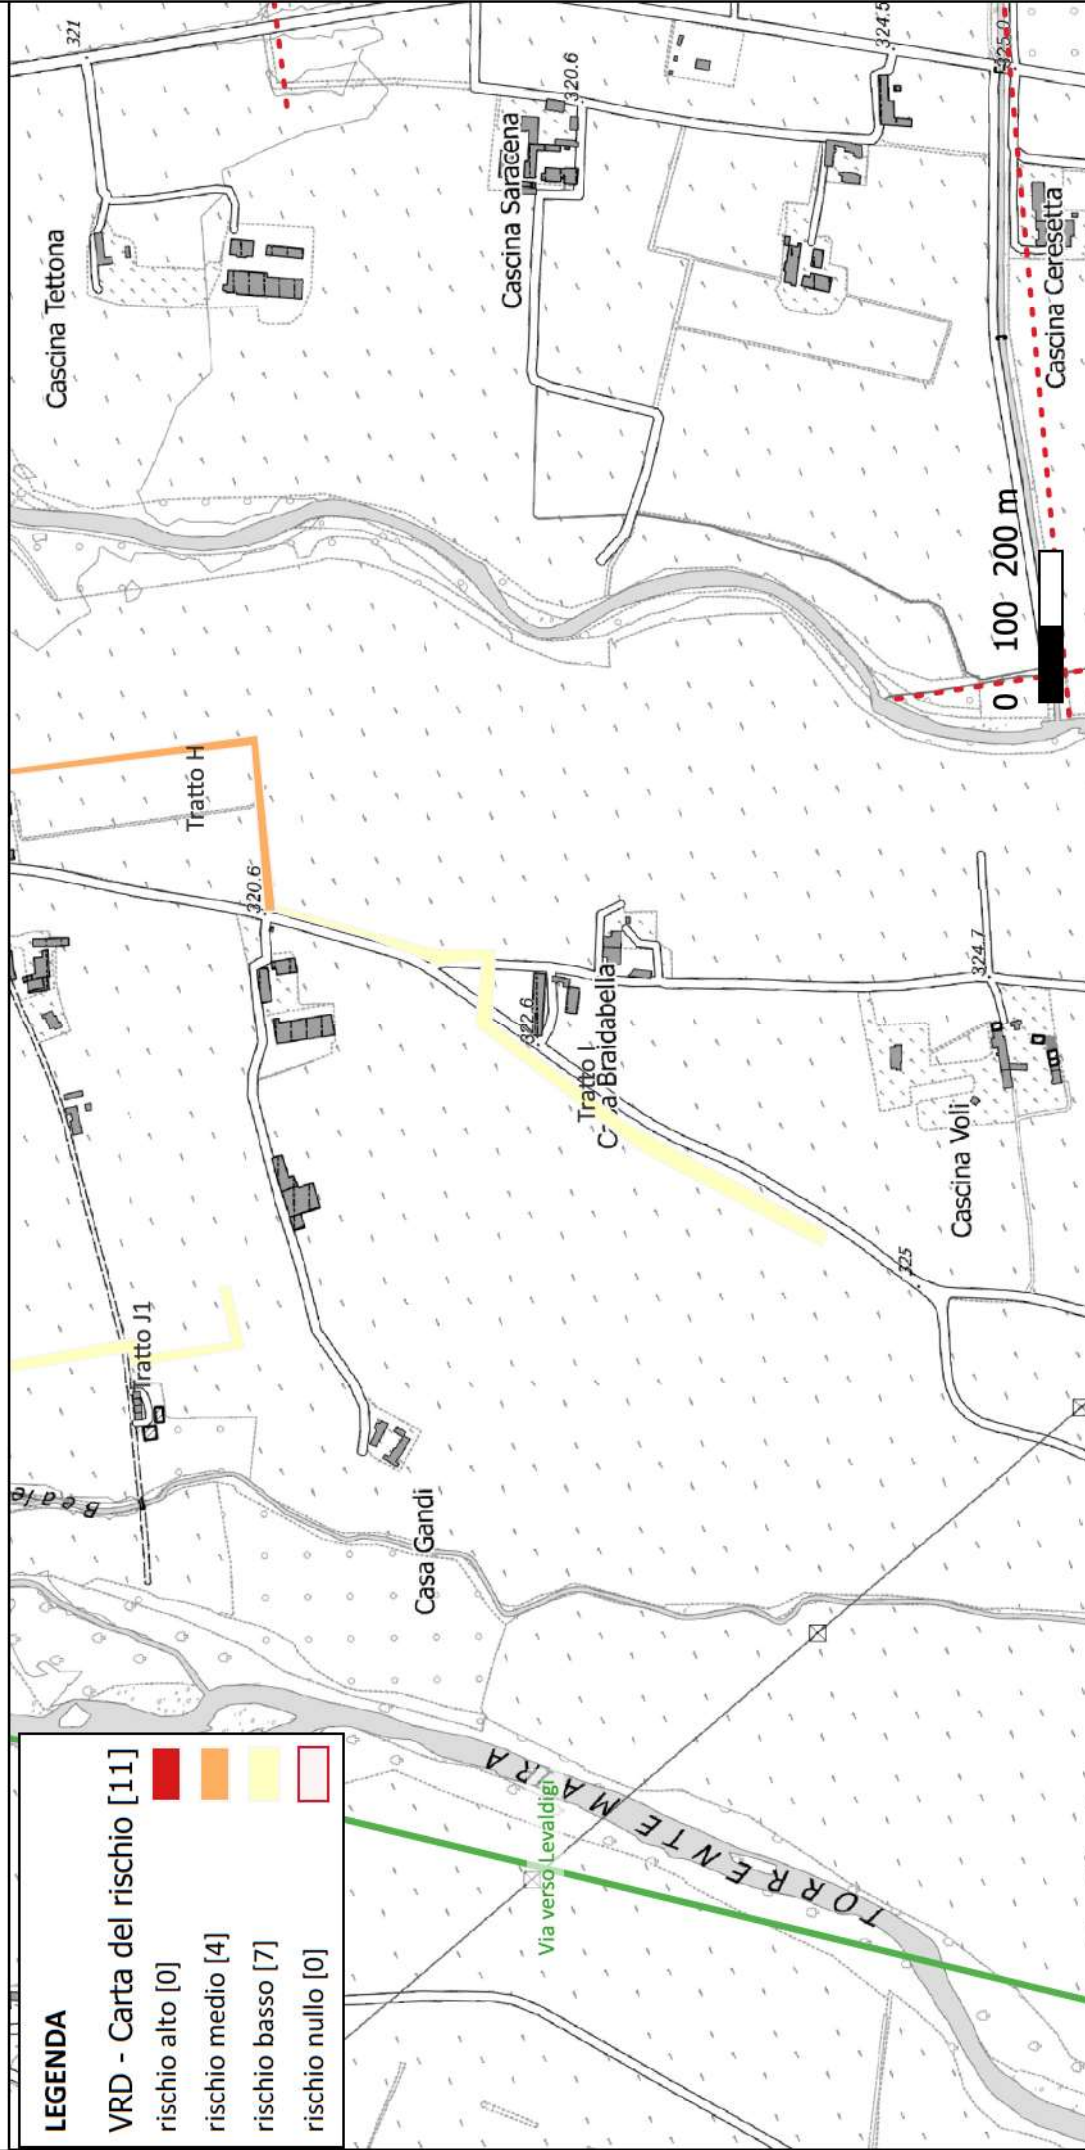 LEGENDA
VRD - Carta del rischio [11]
rischio alto [0]
rischio medio [4]
rischio basso [7]
rischio nullo [0]
Beale
Tratto J1
Casa Gandi
TORRENTE MAIRA
Via verso Levaldigi
Tratto H
320.6
322.6
Tratto I
Braidabella
324.7
Cascina Voli
325
321
Cascina Tettona
Cascina Saracena
320.6
324.5
325.0
Cascina Ceresetta
0 100 200 m